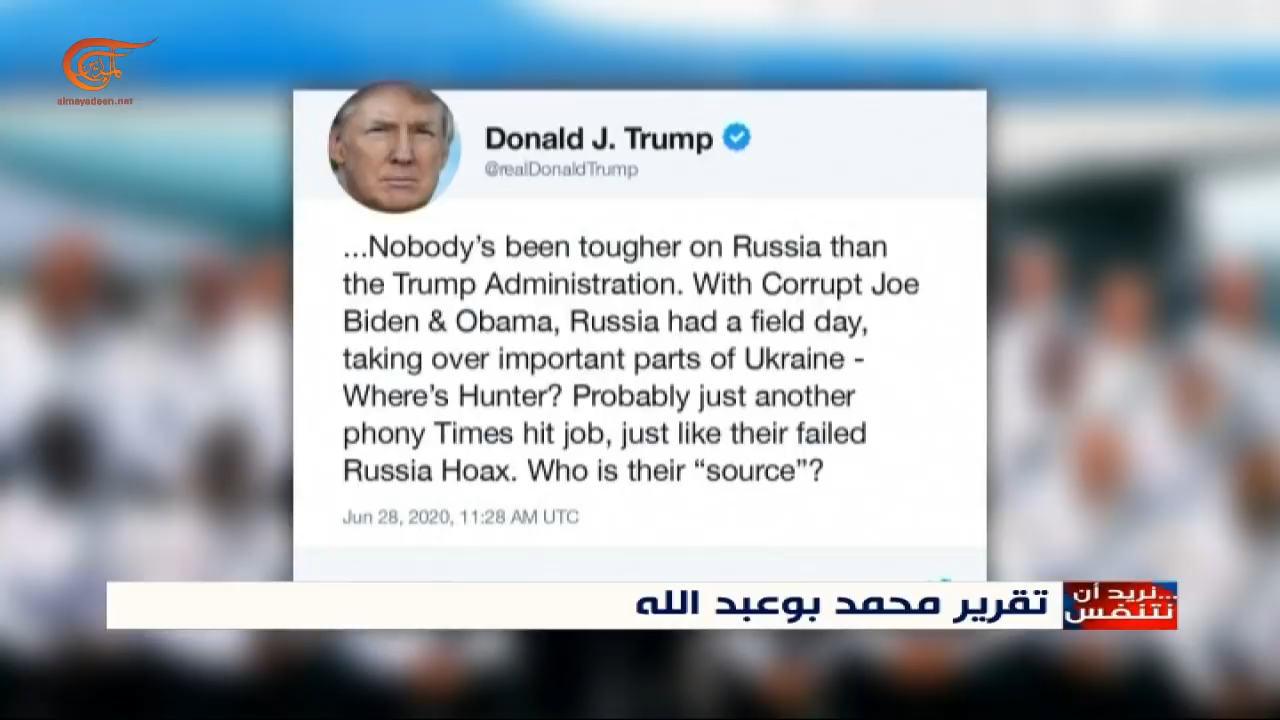 الميادين
almayadeen.net
Donald J. Trump
@realDonaldTrump
...Nobody’s been tougher on Russia than
the Trump Administration. With Corrupt Joe
Biden & Obama, Russia had a field day,
taking over important parts of Ukraine -
Where’s Hunter? Probably just another
phony Times hit job, just like their failed
Russia Hoax. Who is their “source”?
Jun 28, 2020, 11:28 AM UTC
تقرير محمد بوعبد الله
نريد أن...
نتنفس